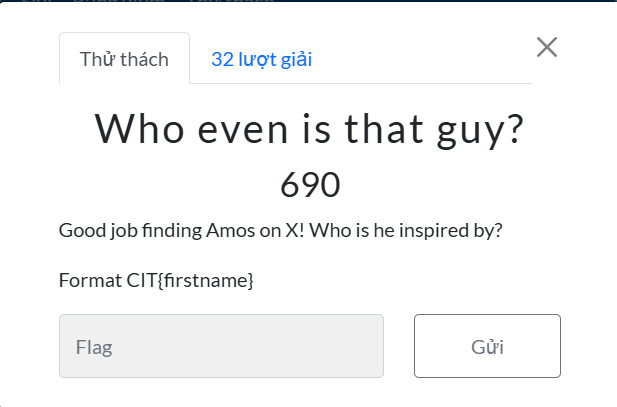 Thử thách
32 lượt giải
Who even is that guy?
690
Good job finding Amos on X! Who is he inspired by?
Format CIT{firstname}
Flag
Gửi